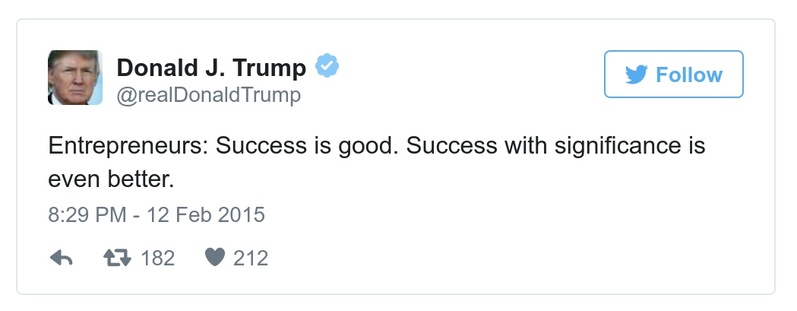 Donald J. Trump
@realDonaldTrump
Follow
Entrepreneurs: Success is good. Success with significance is
even better.
8:29 PM - 12 Feb 2015
182 212